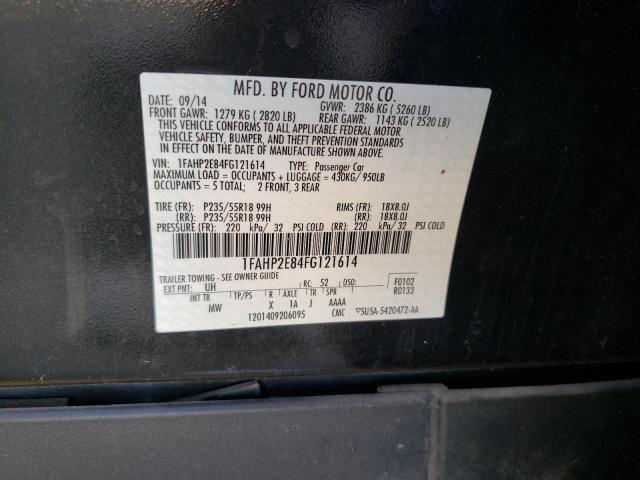 MFD. BY FORD MOTOR CO.
DATE: 09/14 GVWR: 2386 KG ( 5260 LB)
FRONT GAWR: 1279 KG ( 2820 LB) REAR GAWR: 1143 KG ( 2520 LB)
THIS VEHICLE CONFORMS TO ALL APPLICABLE FEDERAL MOTOR
VEHICLE SAFETY, BUMPER, AND THEFT PREVENTION STANDARDS
IN EFFECT ON THE DATE OF MANUFACTURE SHOWN ABOVE.
VIN: 1FAHP2E84FG121614 TYPE: Passenger Car
MAXIMUM LOAD = OCCUPANTS + LUGGAGE = 430KG/ 950LB
OCCUPANTS = 5 TOTAL; 2 FRONT, 3 REAR
TIRE (FR): P235/55R18 99H RIMS (FR): 18X8.0J
(RR): P235/55R18 99H (RR): 18X8.0J
PRESSURE (FR): 220 kPa/ 32 PSI COLD (RR): 220 kPa/ 32 PSI COLD
1FAHP2E84FG121614
TRAILER TOWING - SEE OWNER GUIDE
EXT PNT: UH RC: 52 DSO: F0102
R0133
INT TR TP/PS R AXLE TR SPR
MW X 1A J AAAA
1201409206095 CMC 5U5A-5420472-AA